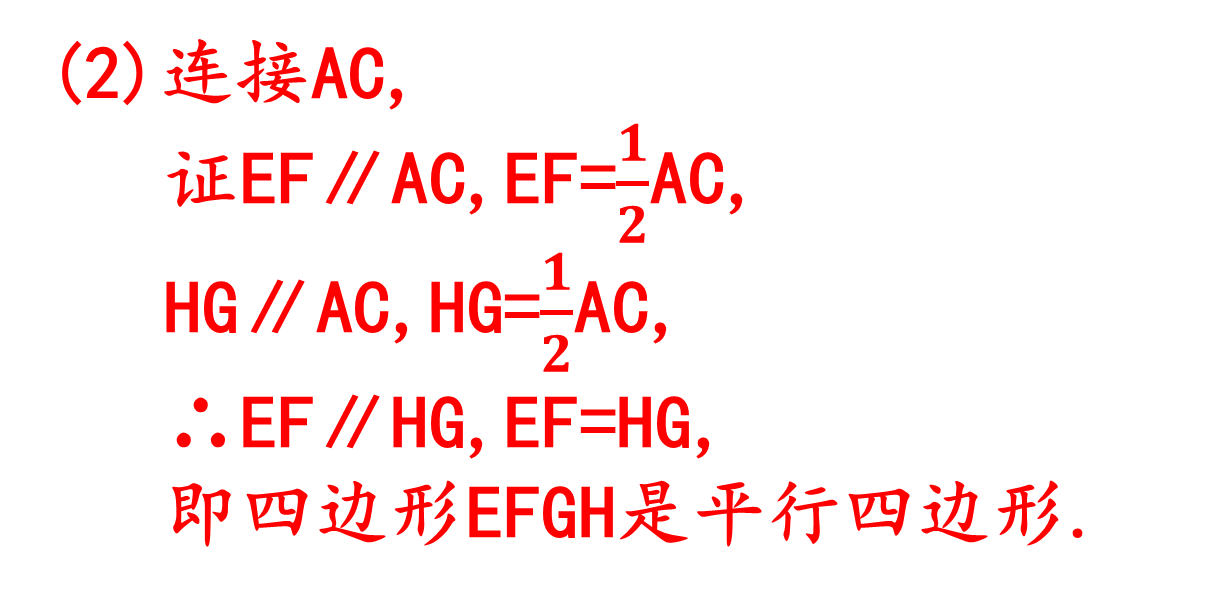 (2)连接AC,
证EF∥AC,EF=1/2AC,
HG∥AC,HG=1/2AC,
∴EF∥HG,EF=HG,
即四边形EFGH是平行四边形.